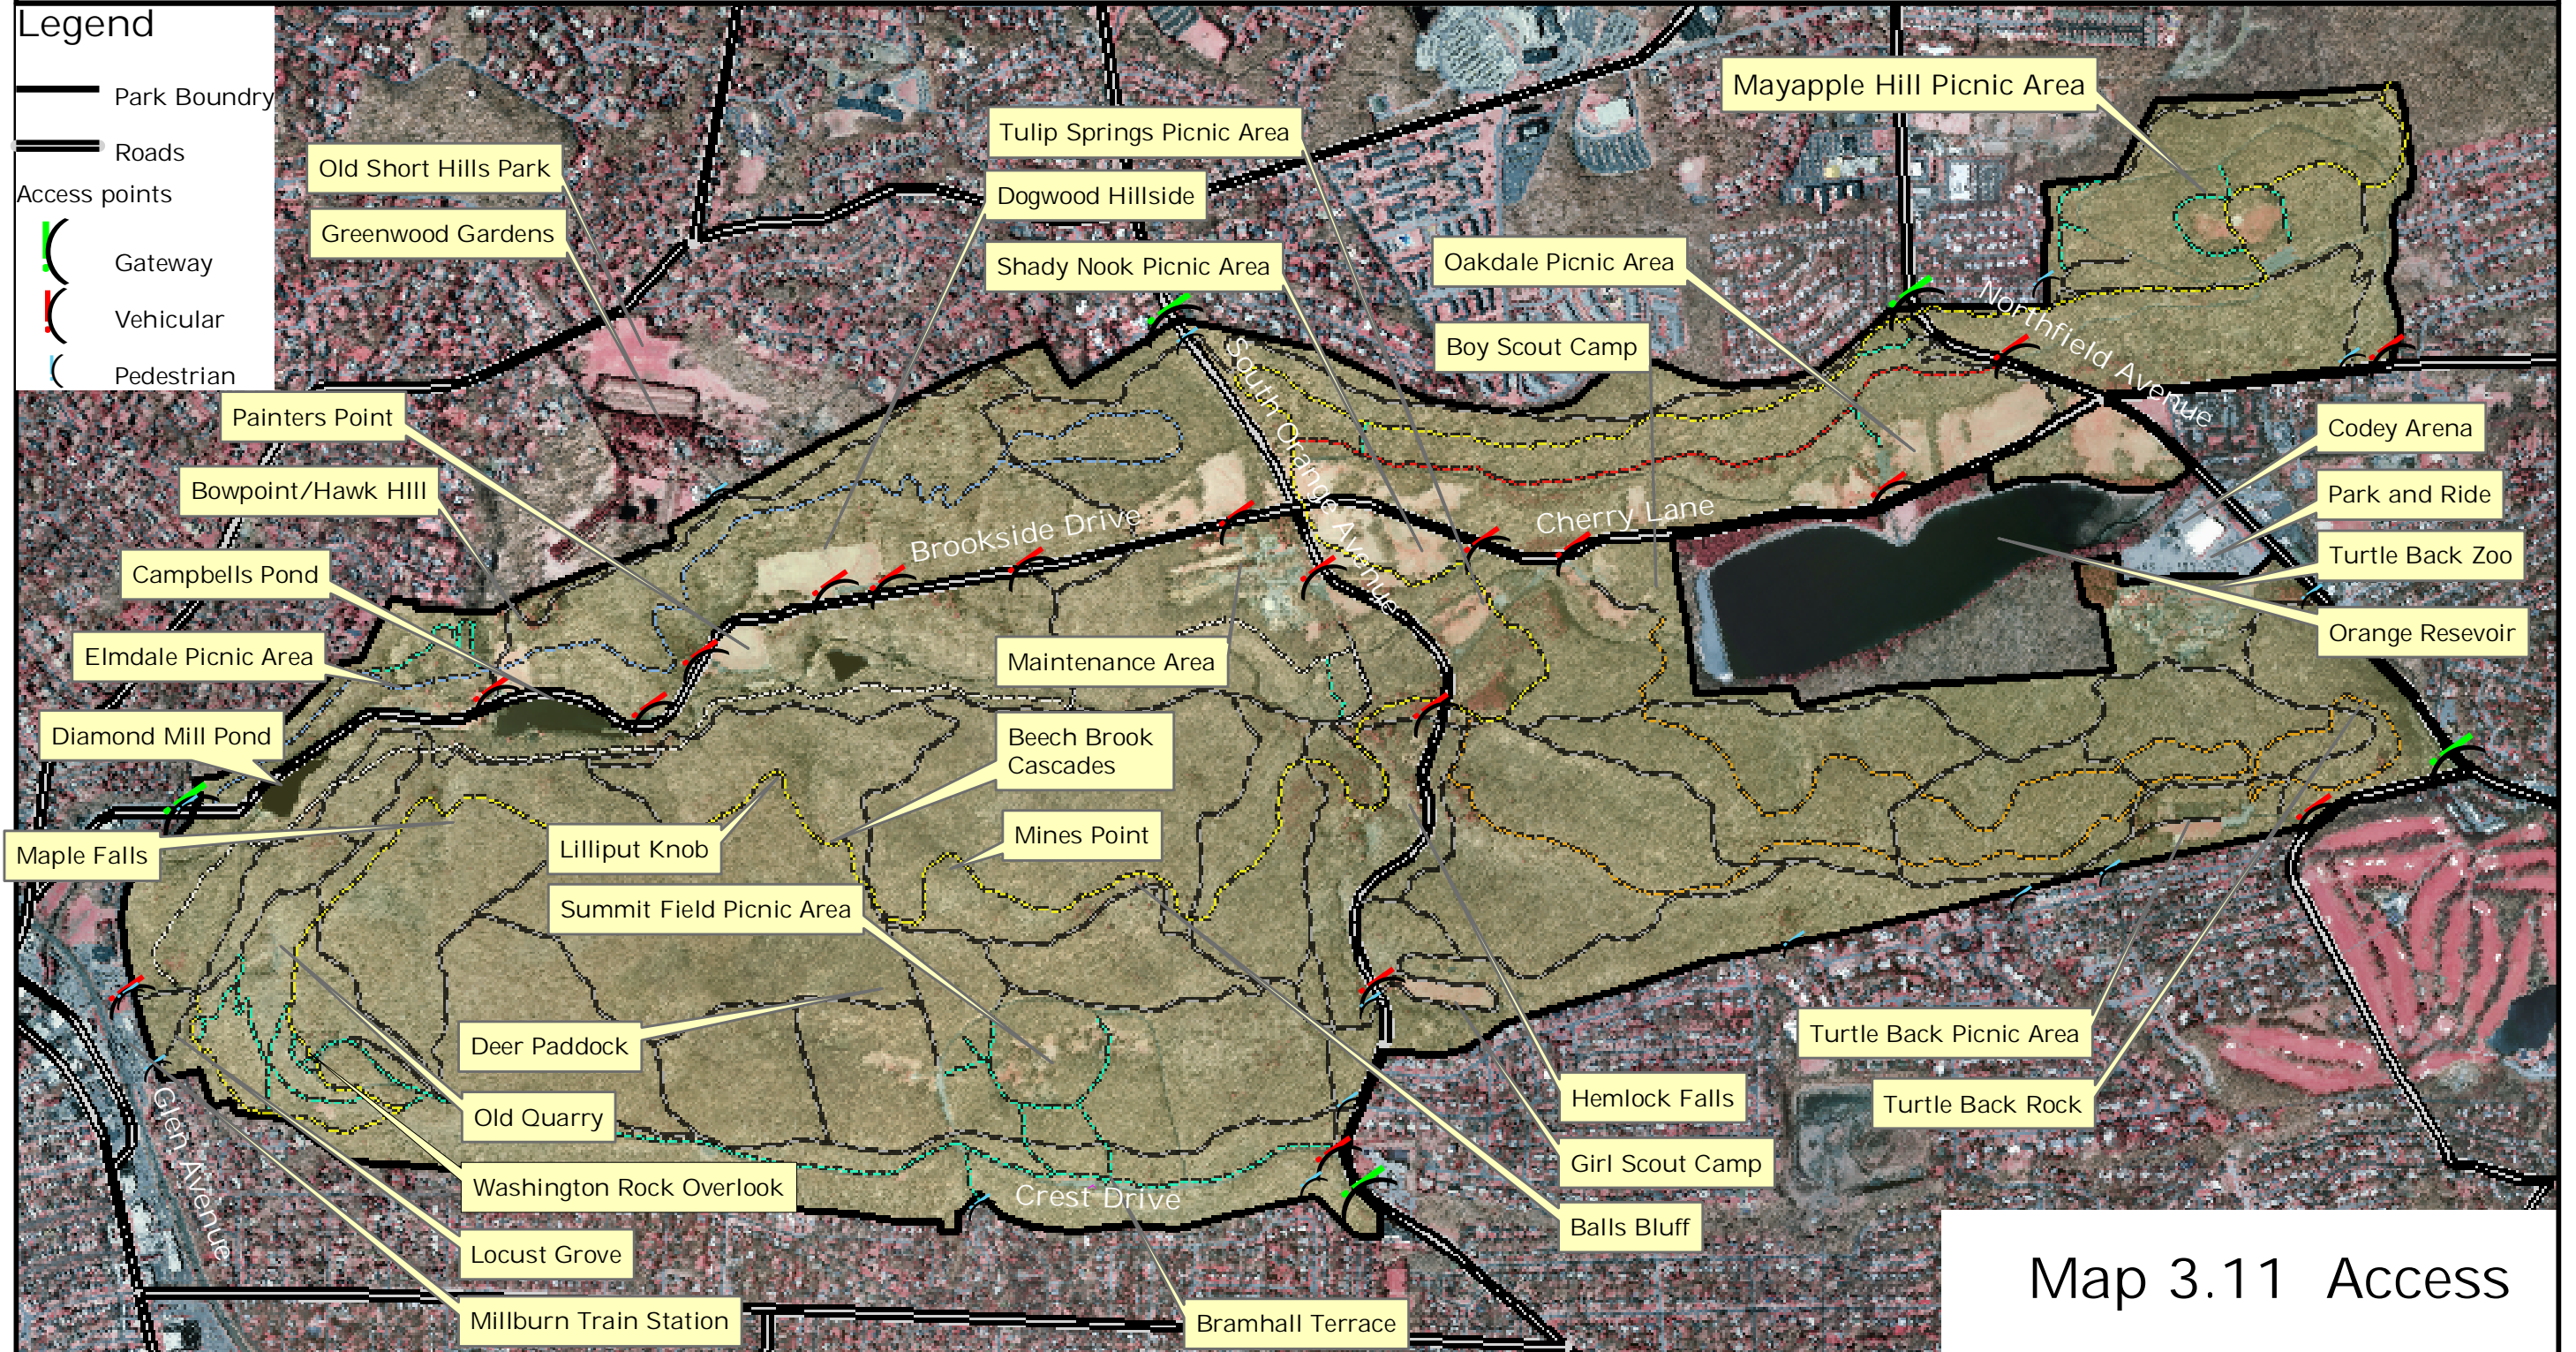 Legend
Park Boundry
Roads
Access points
Gateway
Vehicular
Pedestrian
Mayapple Hill Picnic Area
Tulip Springs Picnic Area
Old Short Hills Park
Dogwood Hillside
Greenwood Gardens
Shady Nook Picnic Area
Oakdale Picnic Area
Northfield Avenue
Boy Scout Camp
South Orange Avenue
Painters Point
Codey Arena
Bowpoint/Hawk HIll
Park and Ride
Cherry Lane
Brookside Drive
Turtle Back Zoo
Campbells Pond
Orange Resevoir
Elmdale Picnic Area
Maintenance Area
Diamond Mill Pond
Beech Brook
Cascades
Mines Point
Lilliput Knob
Maple Falls
Summit Field Picnic Area
Turtle Back Picnic Area
Deer Paddock
Hemlock Falls
Turtle Back Rock
Old Quarry
Glen Avenue
Girl Scout Camp
Washington Rock Overlook
Crest Drive
Balls Bluff
Locust Grove
Map 3.11 Access
Millburn Train Station
Bramhall Terrace